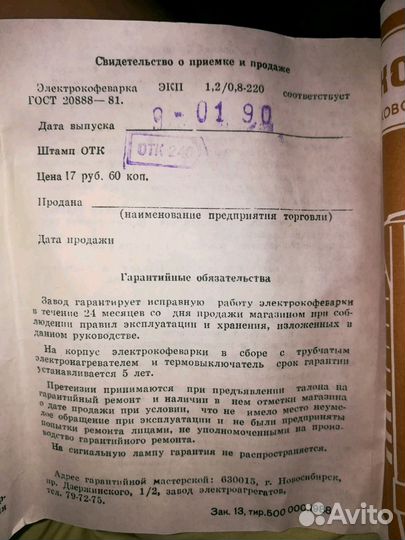 Свидетельство о приемке и продаже
Электрокофеварка ЭКП 1,2/0,8-220 соответствует
ГОСТ 20888—81.
Дата выпуска 9-01 90
Штамп ОТК ОТК 240
Цена 17 руб. 60 коп.
Продана
(наименование предприятия торговли)
Дата продажи
Гарантийные обязательства
Завод гарантирует исправную работу электрокофеварки
в течение 24 месяцев со дня продажи магазином при соб-
людении правил эксплуатации и хранения, изложенных в
данном руководстве.
На корпус электрокофеварки в сборе с трубчатым
электронагревателем и термовыключатель срок гарантии
устанавливается 5 лет.
Претензии принимаются при предъявлении талона на
гарантийный ремонт и наличии в нем отметки магазина
о дате продажи при условии, что не имело место неуме-
лое обращение при эксплуатации и не были предприняты
попытки ремонта лицами, не уполномоченными на произ-
водство гарантийного ремонта.
На сигнальную лампу гарантия не распространяется.
Адрес гарантийной мастерской: 630015, г. Новосибирск,
пр. Дзержинского, 1/2, завод электроагрегатов,
тел. 79-72-75.
Зак. 13, тир. 500 000, 1988
Avito